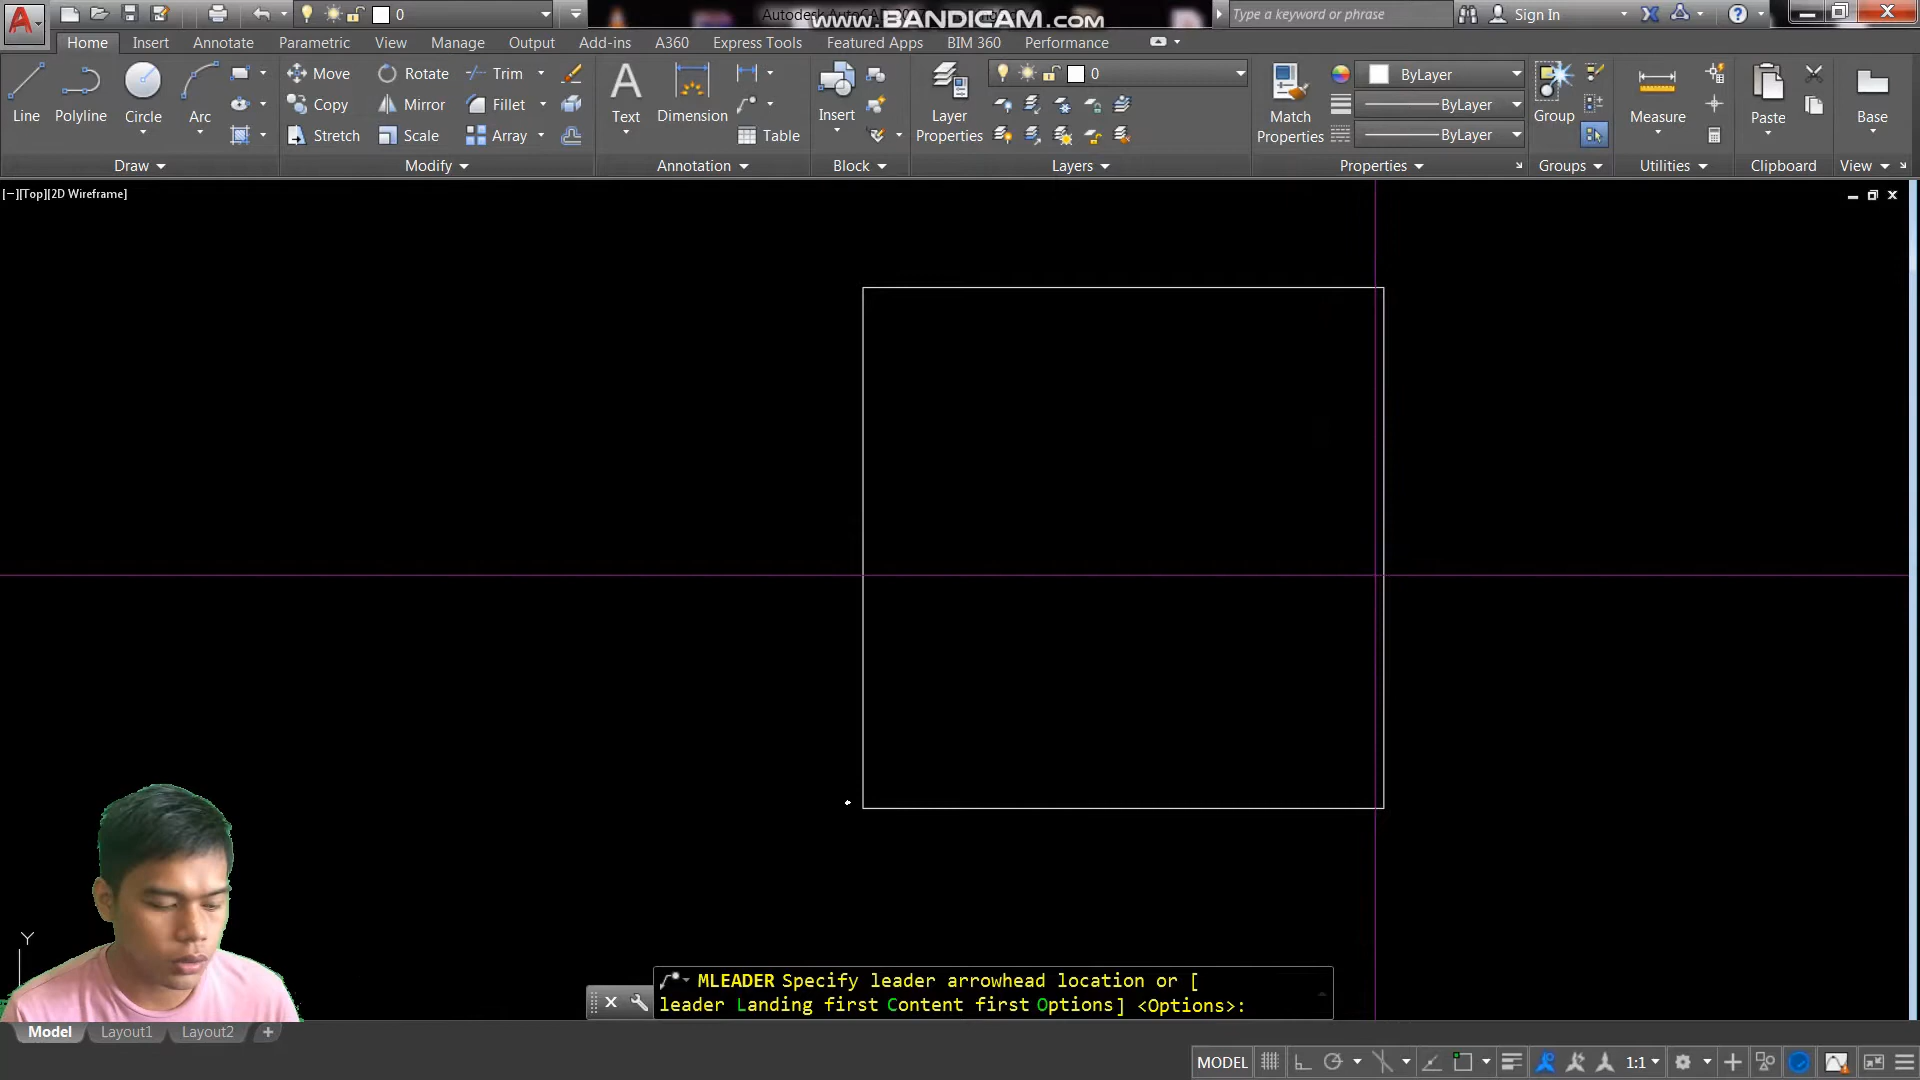 0
Autodesk AutoCAD
www.BANDICAM.com
Type a keyword or phrase
Sign In
Home Insert Annotate Parametric View Manage Output Add-ins A360 Express Tools Featured Apps BIM 360 Performance
Line Polyline Circle Arc
Move Rotate Trim
Copy Mirror Fillet
Stretch Scale Array
Text Dimension
Table
Insert
Layer
Properties
0
Match
Properties
ByLayer
ByLayer
ByLayer
Group
Measure
Paste
Base
Draw Modify Annotation Block Layers Properties Groups Utilities Clipboard View
[−][Top][2D Wireframe]
Y
MLEADER Specify leader arrowhead location or [
leader Landing first Content first Options] <Options>:
Model Layout1 Layout2 +
MODEL 1:1